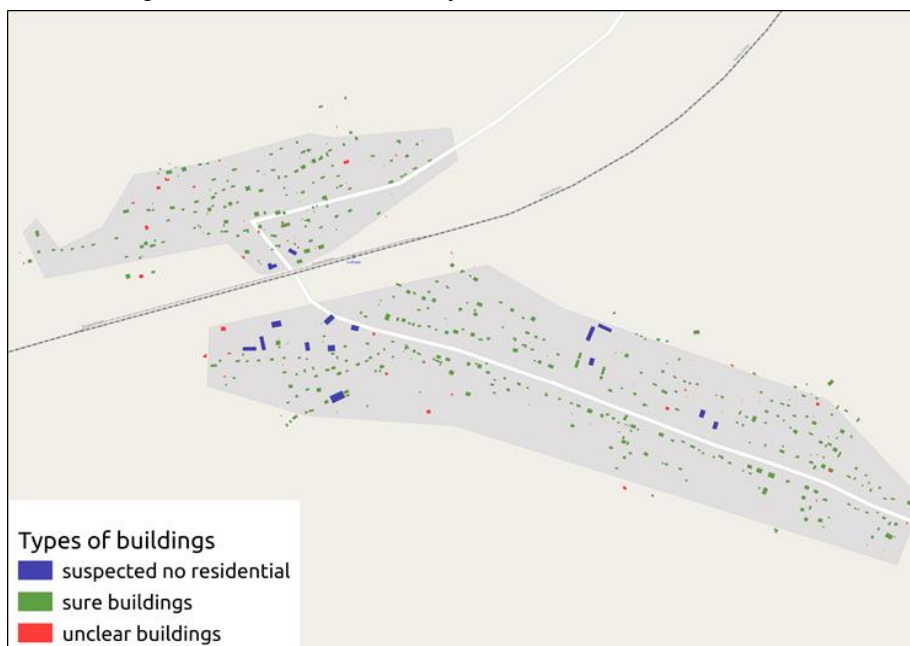 Types of buildings
suspected no residential
sure buildings
unclear buildings